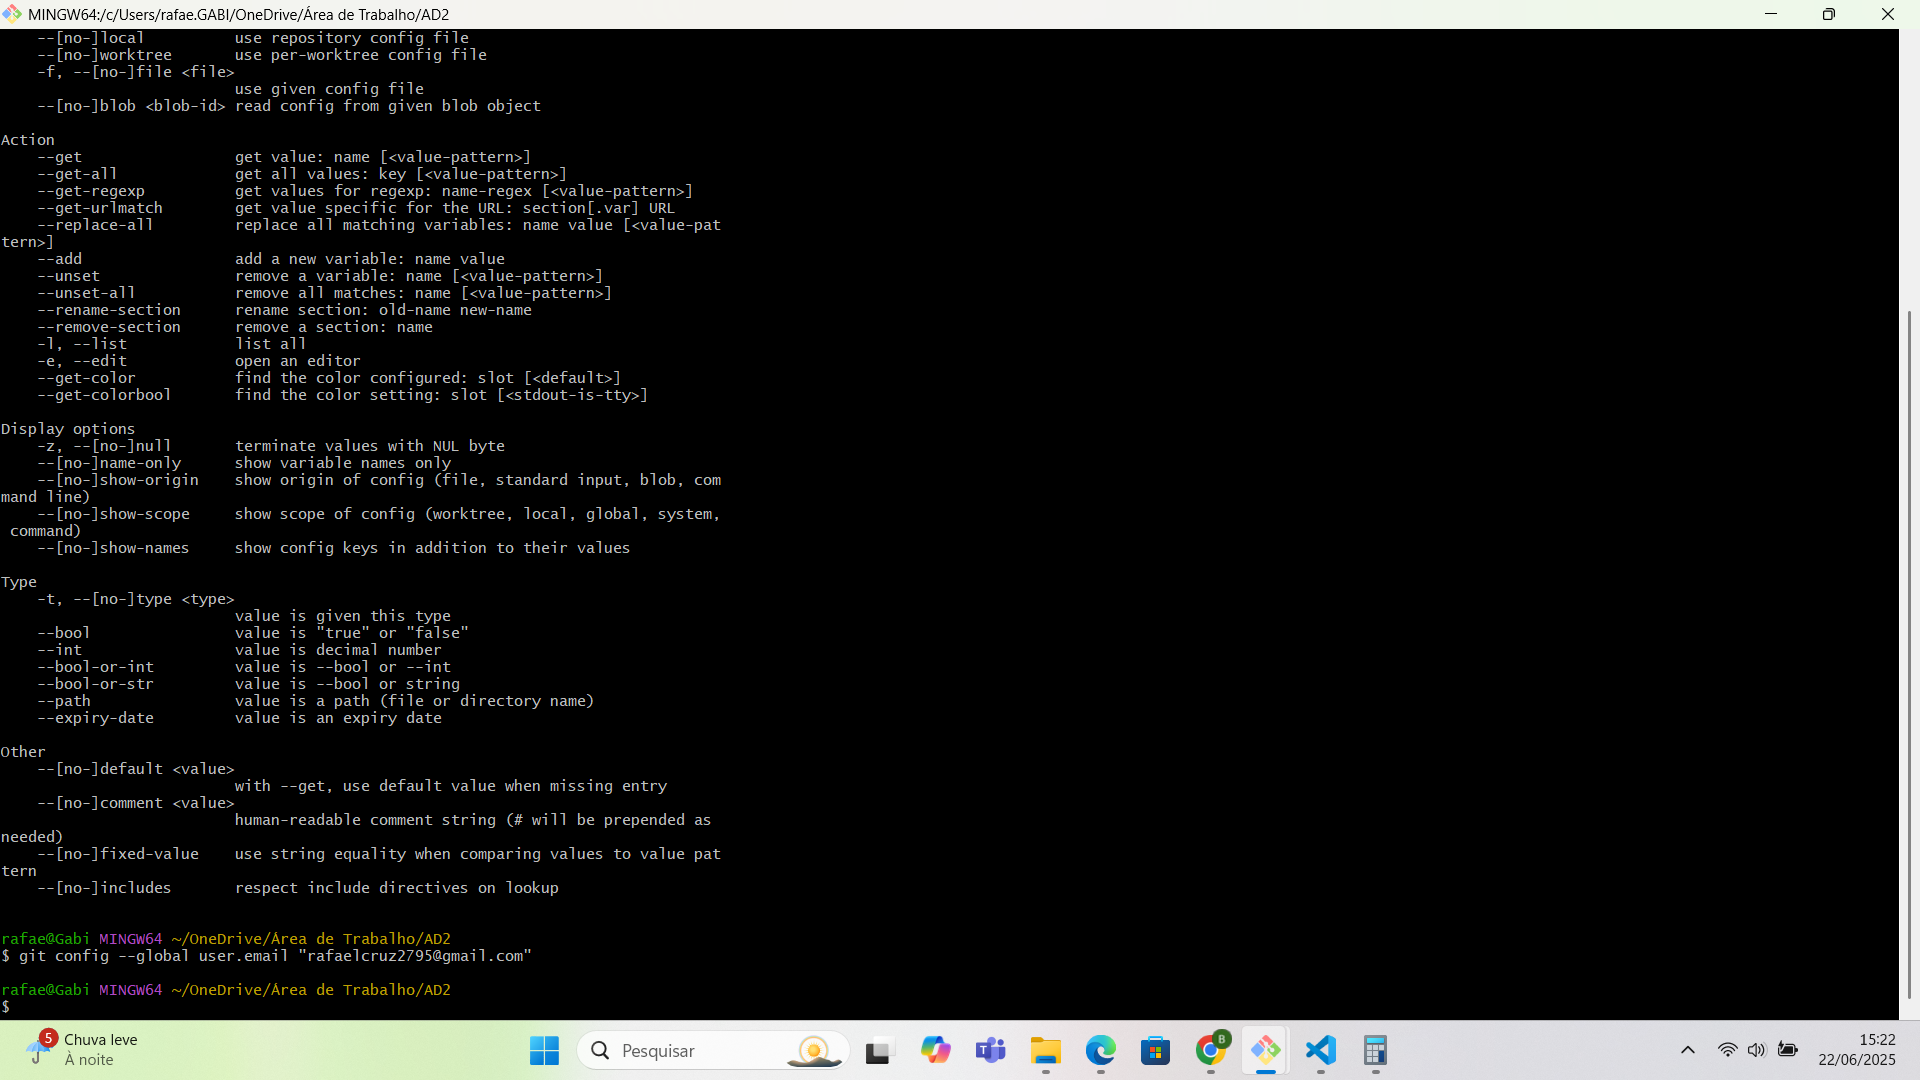 MINGW64:/c/Users/rafae.GABI/OneDrive/Área de Trabalho/AD2
--[no-]local          use repository config file
--[no-]worktree       use per-worktree config file
-f, --[no-]file <file>
use given config file
--[no-]blob <blob-id> read config from given blob object
Action
--get                 get value: name [<value-pattern>]
--get-all             get all values: key [<value-pattern>]
--get-regexp          get values for regexp: name-regex [<value-pattern>]
--get-urlmatch        get value specific for the URL: section[.var] URL
--replace-all         replace all matching variables: name value [<value-pat
tern>]
--add                 add a new variable: name value
--unset               remove a variable: name [<value-pattern>]
--unset-all           remove all matches: name [<value-pattern>]
--rename-section      rename section: old-name new-name
--remove-section      remove a section: name
-l, --list            list all
-e, --edit            open an editor
--get-color           find the color configured: slot [<default>]
--get-colorbool       find the color setting: slot [<stdout-is-tty>]
Display options
-z, --[no-]null       terminate values with NUL byte
--[no-]name-only      show variable names only
--[no-]show-origin    show origin of config (file, standard input, blob, com
mand line)
--[no-]show-scope     show scope of config (worktree, local, global, system,
command)
--[no-]show-names     show config keys in addition to their values
Type
-t, --[no-]type <type>
value is given this type
--bool                value is "true" or "false"
--int                 value is decimal number
--bool-or-int         value is --bool or --int
--bool-or-str         value is --bool or string
--path                value is a path (file or directory name)
--expiry-date         value is an expiry date
Other
--[no-]default <value>
with --get, use default value when missing entry
--[no-]comment <value>
human-readable comment string (# will be prepended as
needed)
--[no-]fixed-value    use string equality when comparing values to value pat
tern
--[no-]includes       respect include directives on lookup
rafae@Gabi MINGW64 ~/OneDrive/Área de Trabalho/AD2
$ git config --global user.email "rafaelcruz2795@gmail.com"
rafae@Gabi MINGW64 ~/OneDrive/Área de Trabalho/AD2
$
5
Chuva leve
À noite
Pesquisar
B
15:22
22/06/2025